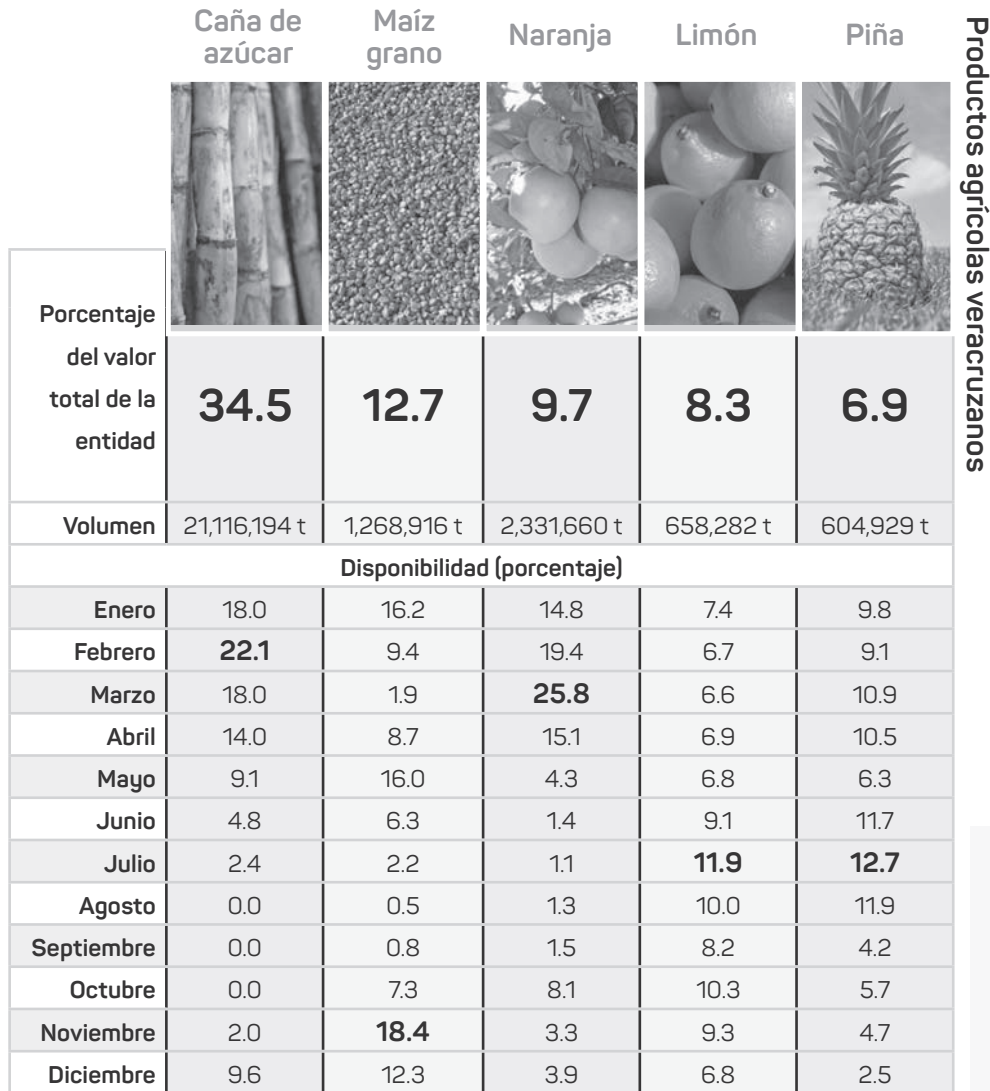 Productos agrícolas veracruzanos
Caña de azúcar Maíz grano Naranja Limón Piña
Porcentaje
del valor
total de la
entidad
34.5 12.7 9.7 8.3 6.9
Volumen 21,116,194 t 1,268,916 t 2,331,660 t 658,282 t 604,929 t
Disponibilidad (porcentaje)
Enero 18.0 16.2 14.8 7.4 9.8
Febrero 22.1 9.4 19.4 6.7 9.1
Marzo 18.0 1.9 25.8 6.6 10.9
Abril 14.0 8.7 15.1 6.9 10.5
Mayo 9.1 16.0 4.3 6.8 6.3
Junio 4.8 6.3 1.4 9.1 11.7
Julio 2.4 2.2 1.1 11.9 12.7
Agosto 0.0 0.5 1.3 10.0 11.9
Septiembre 0.0 0.8 1.5 8.2 4.2
Octubre 0.0 7.3 8.1 10.3 5.7
Noviembre 2.0 18.4 3.3 9.3 4.7
Diciembre 9.6 12.3 3.9 6.8 2.5